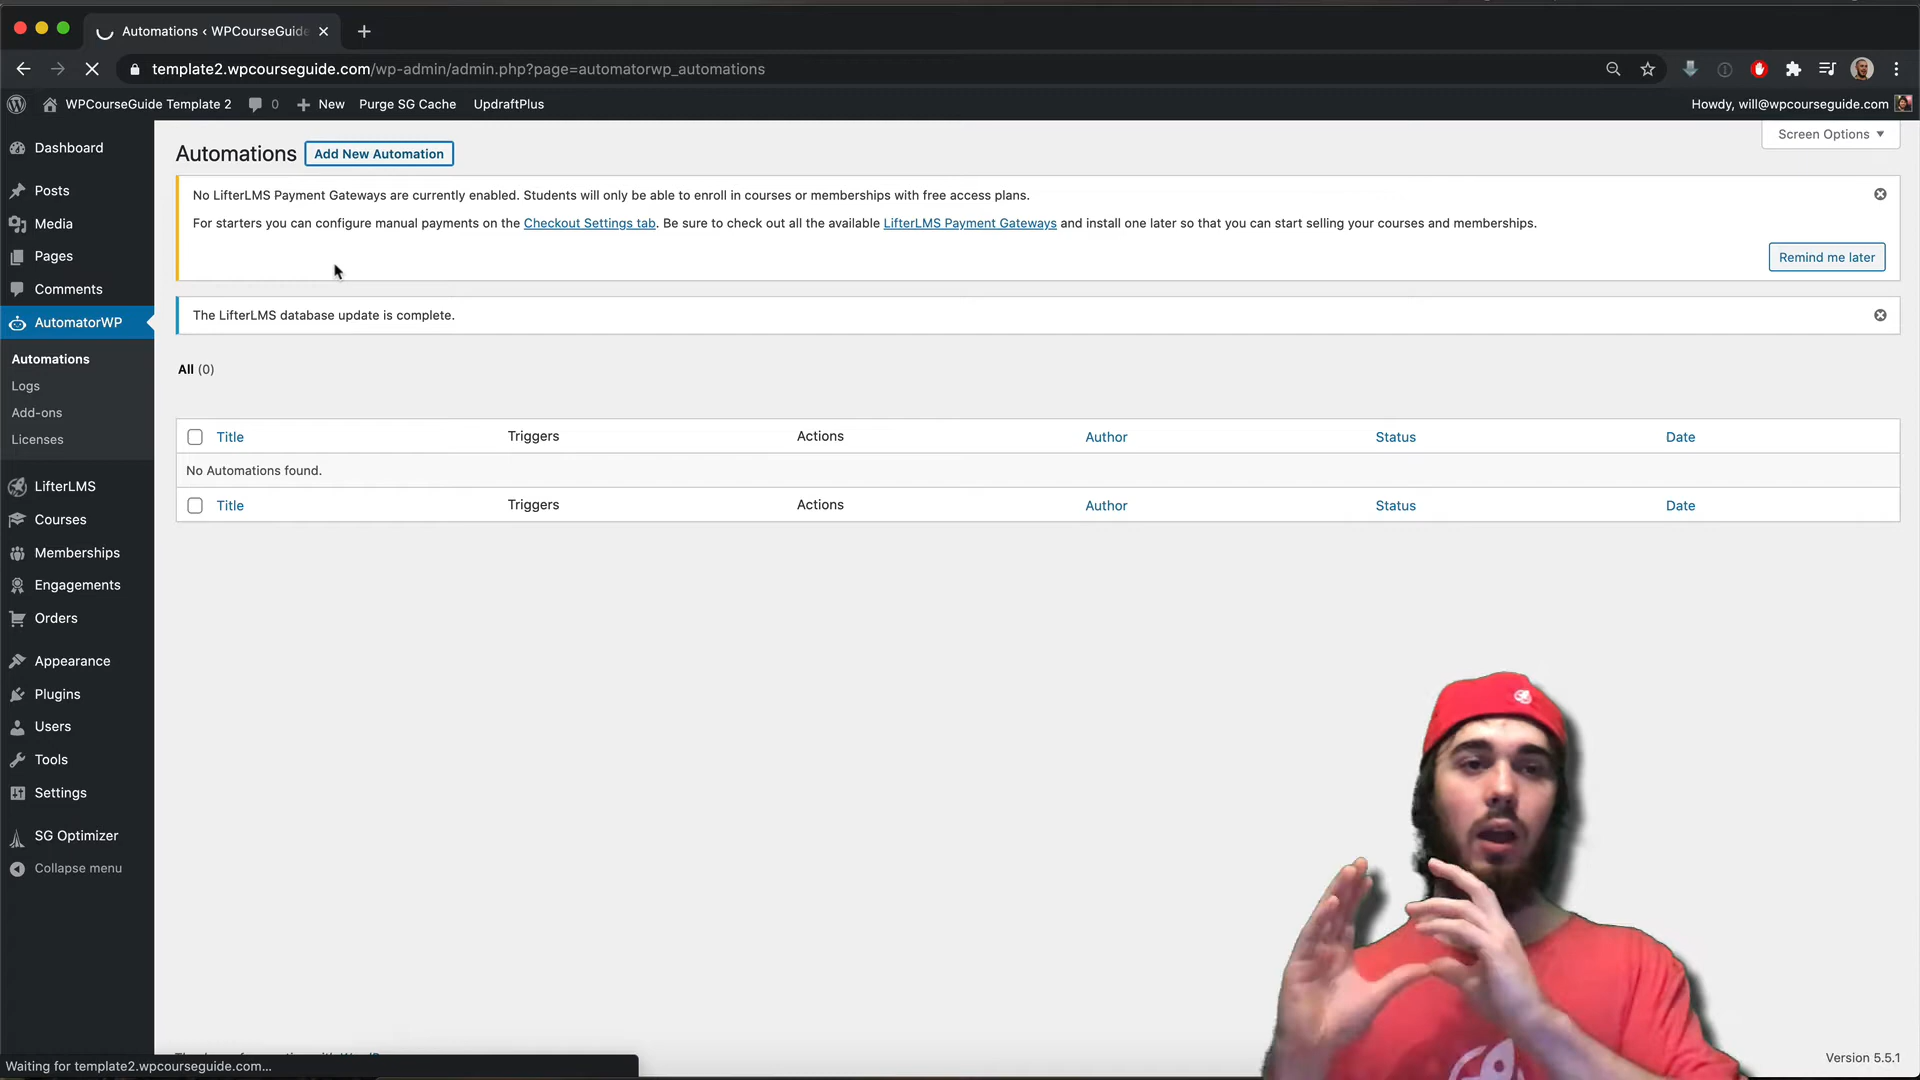 Automations ‹ WPCourseGuide
template2.wpcourseguide.com/wp-admin/admin.php?page=automatorwp_automations
WPCourseGuide Template 2
0
New
Purge SG Cache
UpdraftPlus
Howdy, will@wpcourseguide.com
Screen Options
Dashboard
Posts
Media
Pages
Comments
AutomatorWP
Automations
Logs
Add-ons
Licenses
LifterLMS
Courses
Memberships
Engagements
Orders
Appearance
Plugins
Users
Tools
Settings
SG Optimizer
Collapse menu
Automations
Add New Automation
No LifterLMS Payment Gateways are currently enabled. Students will only be able to enroll in courses or memberships with free access plans.
For starters you can configure manual payments on the Checkout Settings tab. Be sure to check out all the available LifterLMS Payment Gateways and install one later so that you can start selling your courses and memberships.
Remind me later
The LifterLMS database update is complete.
All (0)
Title Triggers Actions Author Status Date
No Automations found.
Title Triggers Actions Author Status Date
Waiting for template2.wpcourseguide.com...
Version 5.5.1